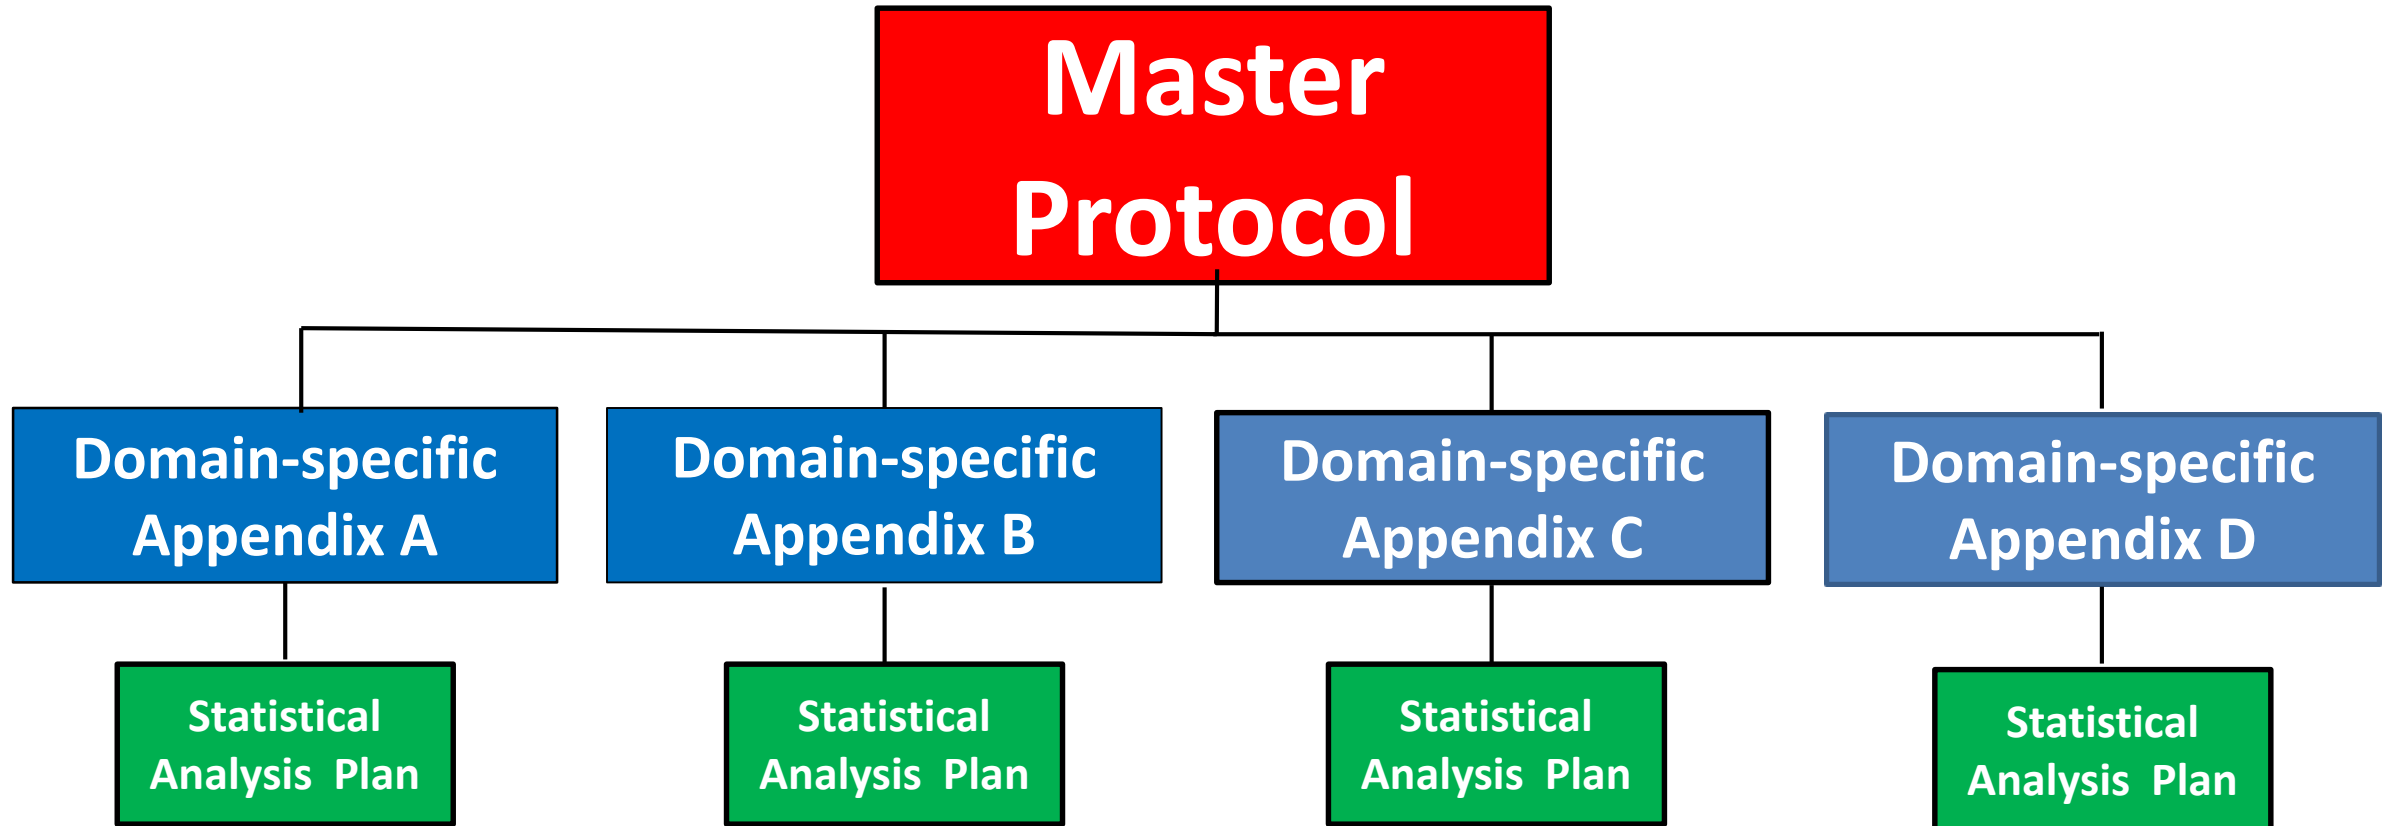 Master
Protocol
Domain-specific
Appendix A
Domain-specific
Appendix B
Domain-specific
Appendix C
Domain-specific
Appendix D
Statistical
Analysis  Plan
Statistical
Analysis  Plan
Statistical
Analysis  Plan
Statistical
Analysis  Plan